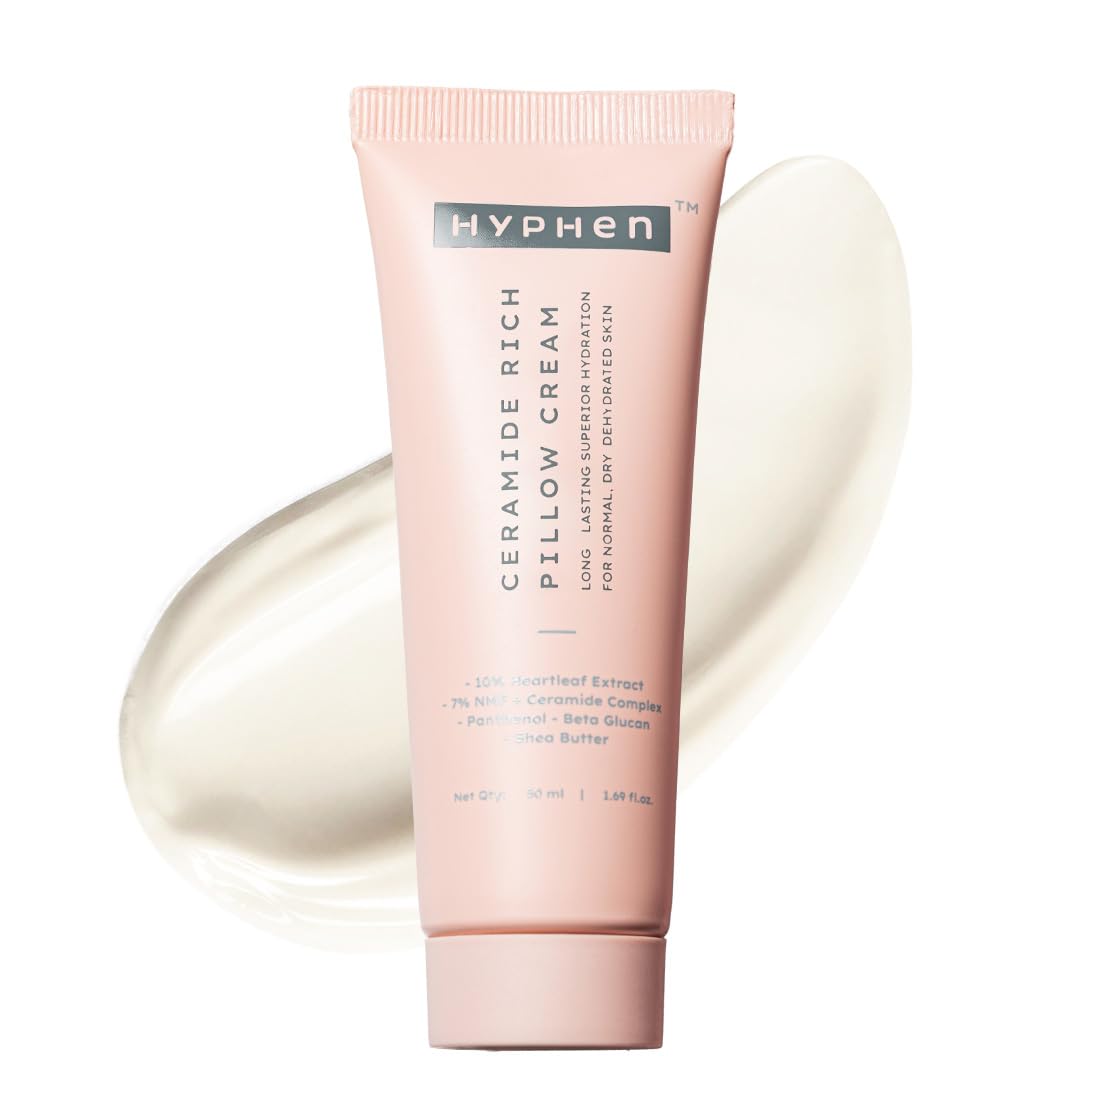 HYPHEN™
CERAMIDE RICH
PILLOW CREAM
LONG LASTING SUPERIOR HYDRATION
FOR NORMAL, DRY DEHYDRATED SKIN
- 10% Heartleaf Extract
- 7% NMF + Ceramide Complex
- Panthenol - Beta Glucan
- Shea Butter
Net Qty: 50 ml | 1.69 fl.oz.